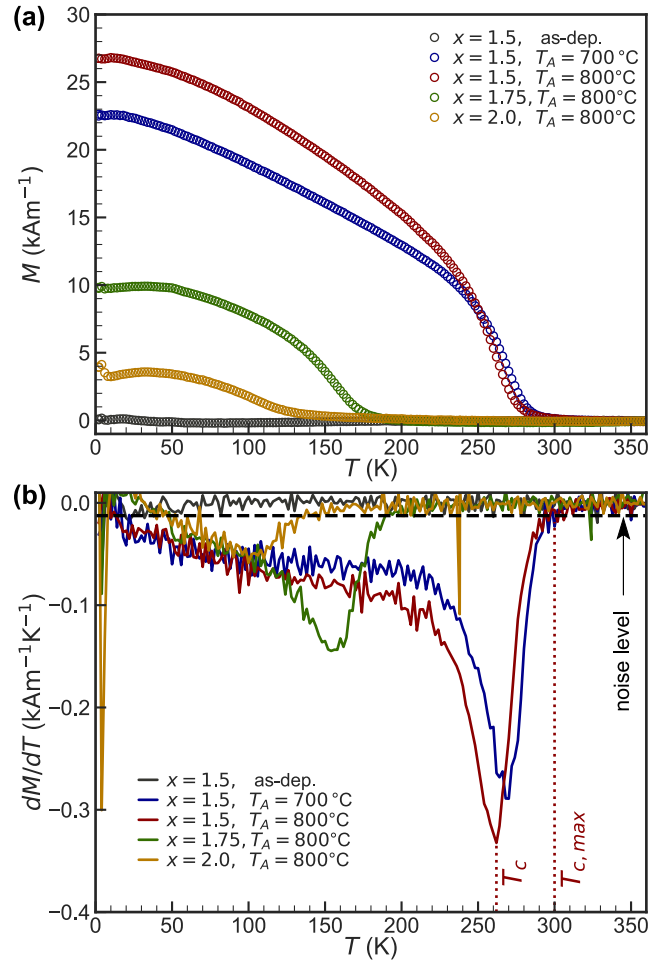 (a)
30
25
20
15
10
5
0
M (kAm⁻¹)
x = 1.5, as-dep.
x = 1.5, T_A = 700 °C
x = 1.5, T_A = 800°C
x = 1.75, T_A = 800°C
x = 2.0, T_A = 800°C
0 50 100 150 200 250 300 350
T (K)
(b)
0.0
−0.1
−0.2
−0.3
−0.4
dM/dT (kAm⁻¹K⁻¹)
noise level
x = 1.5, as-dep.
x = 1.5, T_A = 700 °C
x = 1.5, T_A = 800°C
x = 1.75, T_A = 800°C
x = 2.0, T_A = 800°C
T_c
T_c, max
0 50 100 150 200 250 300 350
T (K)